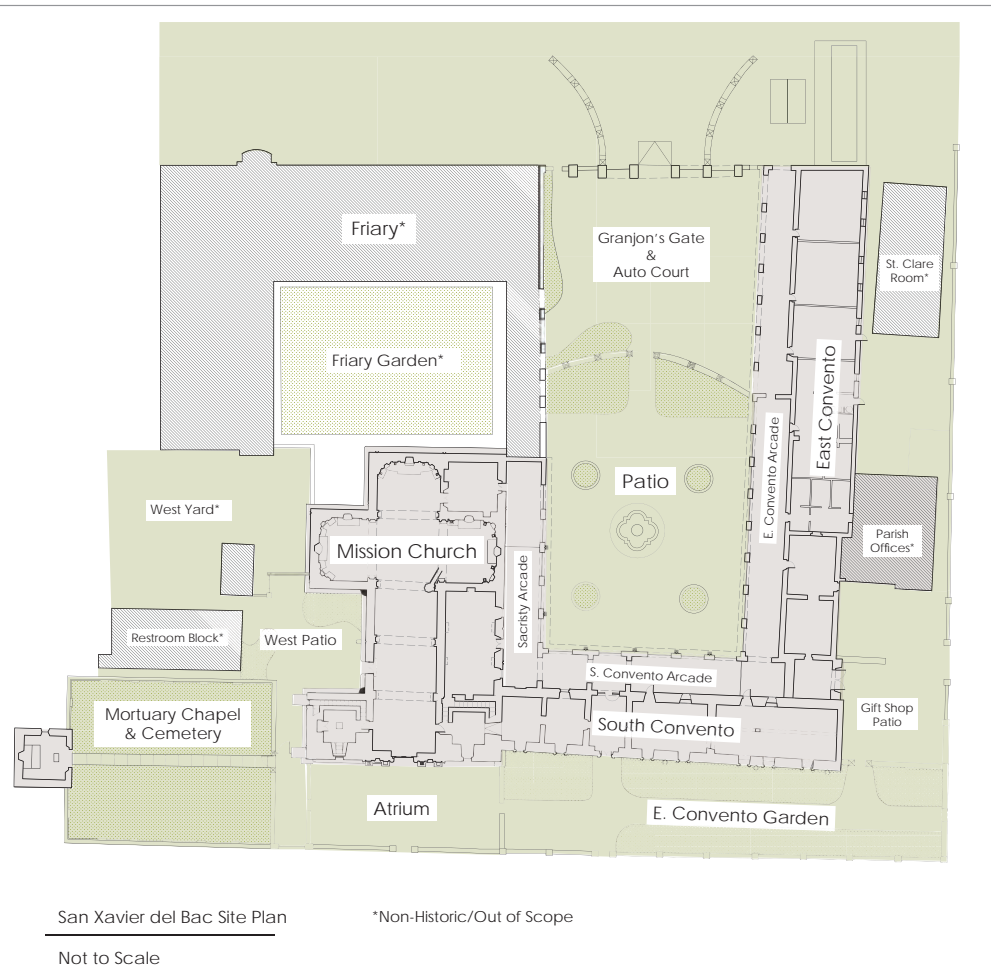 Friary*
Granjon's Gate
&
Auto Court
St. Clare
Room*
Friary Garden*
East Convento
E. Convento Arcade
Patio
West Yard*
Mission Church
Parish
Offices*
Sacristy Arcade
Restroom Block*
West Patio
S. Convento Arcade
Mortuary Chapel
& Cemetery
Gift Shop
Patio
South Convento
Atrium
E. Convento Garden
San Xavier del Bac Site Plan
*Non-Historic/Out of Scope
Not to Scale